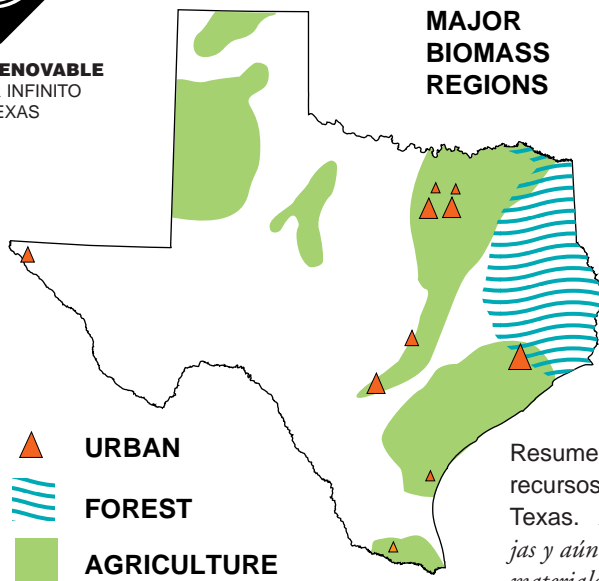 ENOVABLE
INFINITO
EXAS
MAJOR
BIOMASS
REGIONS
URBAN
FOREST
AGRICULTURE
Resume
recursos
Texas.
jas y aún